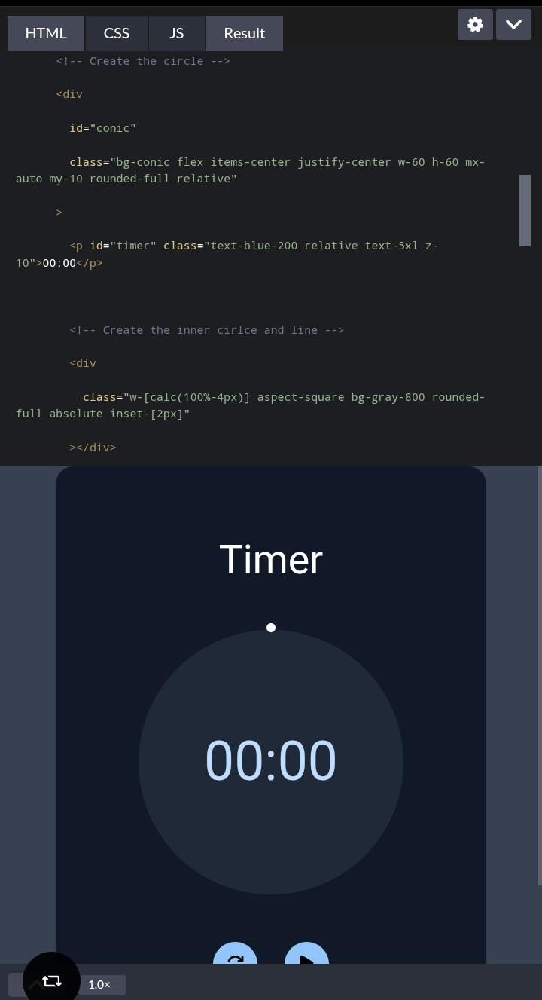 HTML CSS JS Result
<!-- Create the circle -->
<div
id="conic"
class="bg-conic flex items-center justify-center w-60 h-60 mx-
auto my-10 rounded-full relative"
>
<p id="timer" class="text-blue-200 relative text-5xl z-
10">00:00</p>
<!-- Create the inner cirlce and line -->
<div
class="w-[calc(100%-4px)] aspect-square bg-gray-800 rounded-
full absolute inset-[2px]"
></div>
Timer
00:00
1.0×